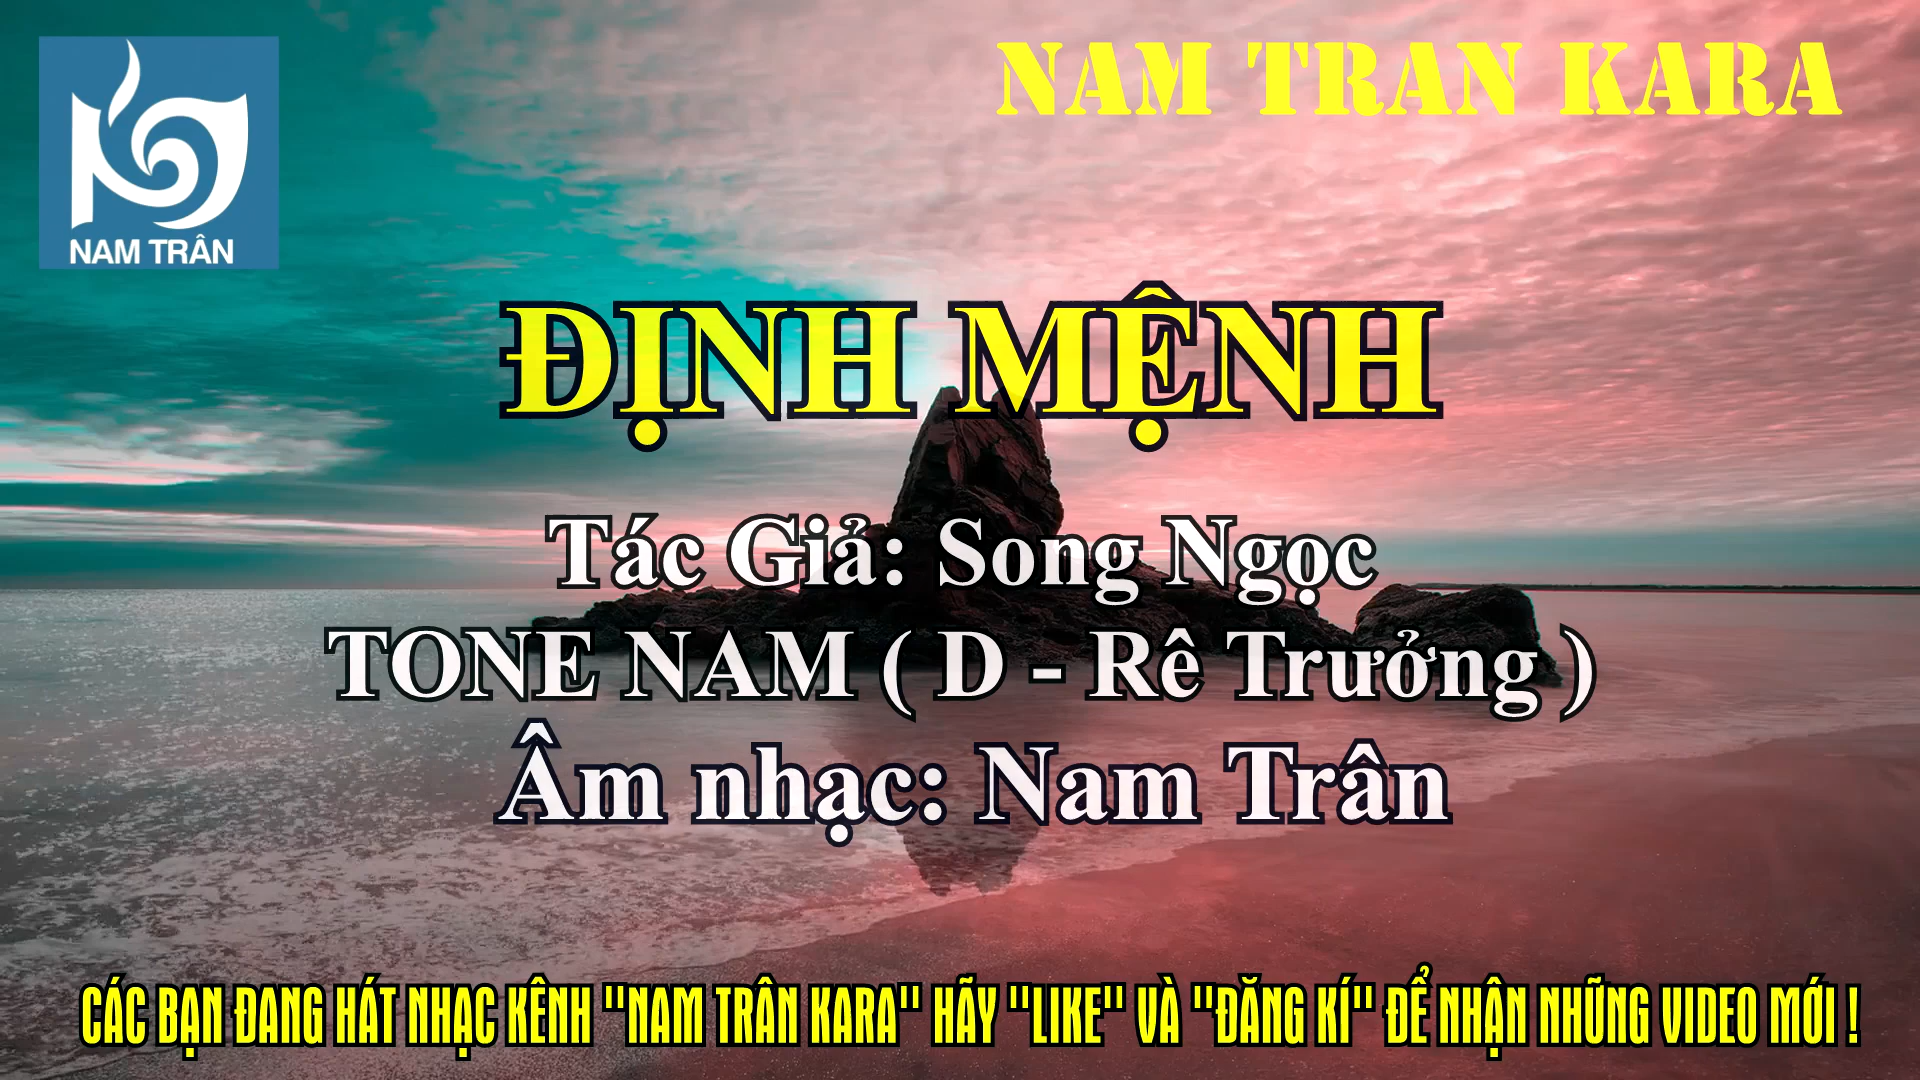 NAM TRAN KARA
NAM TRÂN
ĐỊNH MỆNH
Tác Giả: Song Ngọc
TONE NAM ( D - Rê Trưởng )
Âm nhạc: Nam Trân
CÁC BẠN ĐANG HÁT NHẠC KÊNH "NAM TRÂN KARA" HÃY "LIKE" VÀ "ĐĂNG KÍ" ĐỂ NHẬN NHỮNG VIDEO MỚI !